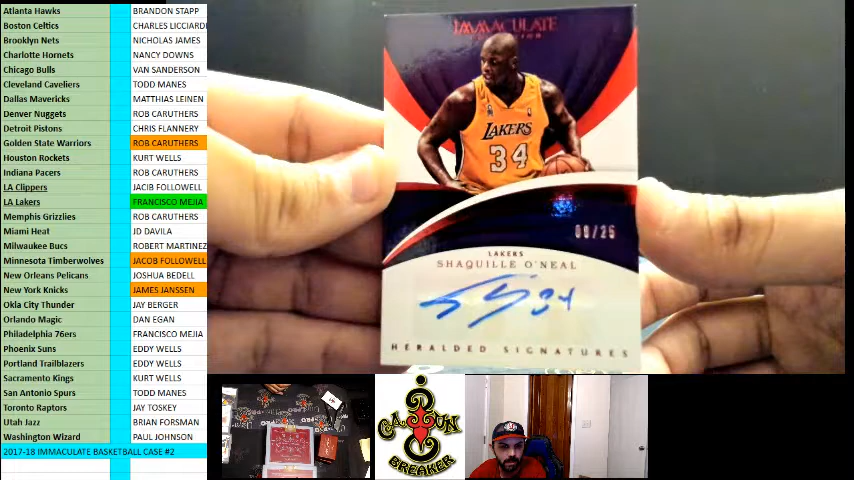 Atlanta Hawks BRANDON STAPP
Boston Celtics CHARLES LICCIARDI
Brooklyn Nets NICHOLAS JAMES
Charlotte Hornets NANCY DOWNS
Chicago Bulls VAN SANDERSON
Cleveland Caveliers TODD MANES
Dallas Mavericks MATTHIAS LEINEN
Denver Nuggets ROB CARUTHERS
Detroit Pistons CHRIS FLANNERY
Golden State Warriors ROB CARUTHERS
Houston Rockets KURT WELLS
Indiana Pacers ROB CARUTHERS
LA Clippers JACIB FOLLOWELL
LA Lakers FRANCISCO MEJIA
Memphis Grizzlies ROB CARUTHERS
Miami Heat JD DAVILA
Milwaukee Bucs ROBERT MARTINEZ
Minnesota Timberwolves JACOB FOLLOWELL
New Orleans Pelicans JOSHUA BEDELL
New York Knicks JAMES JANSSEN
Okla City Thunder JAY BERGER
Orlando Magic DAN EGAN
Philadelphia 76ers FRANCISCO MEJIA
Phoenix Suns EDDY WELLS
Portland Trailblazers EDDY WELLS
Sacramento Kings KURT WELLS
San Antonio Spurs TODD MANES
Toronto Raptors JAY TOSKEY
Utah Jazz BRIAN FORSMAN
Washington Wizard PAUL JOHNSON
2017-18 IMMACULATE BASKETBALL CASE #2
IMMACULATE
LAKERS
34
LAKERS
SHAQUILLE O'NEAL
34
HERALDED SIGNATURES
CAJUN
BREAKER